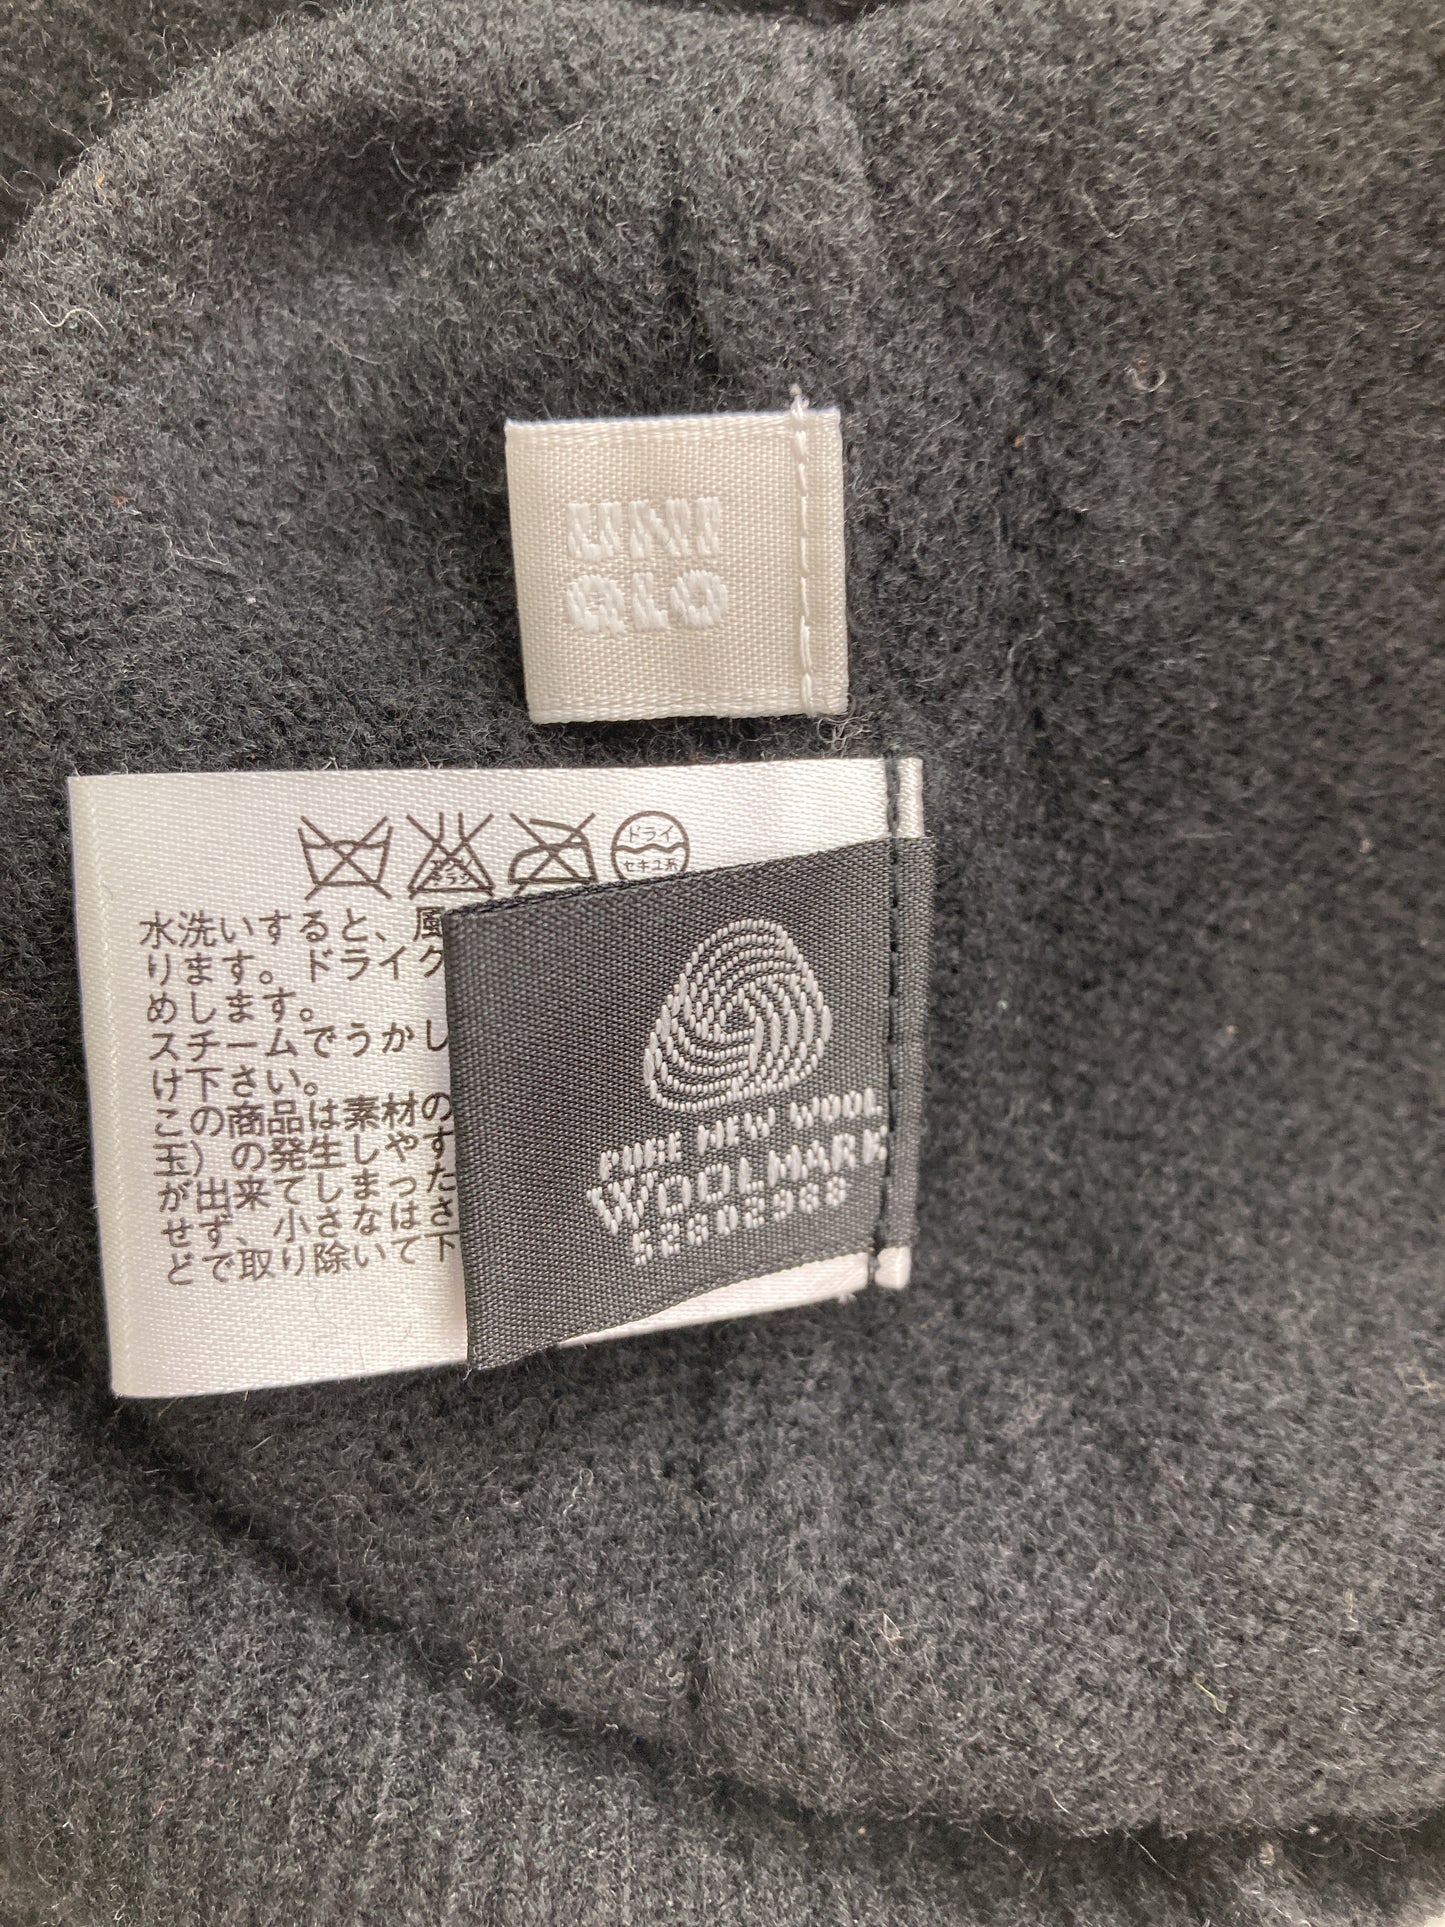 UNI
QLO
ドライ
セキユ系
水洗いすると、風
ります。ドライク
めします。
スチームでうかし
け下さい。
この商品は素材の
玉）の発生しやす
が出来てしまった
せず、小さなはさ
どで取り除いて下
PURE NEW WOOL
WOOLMARK